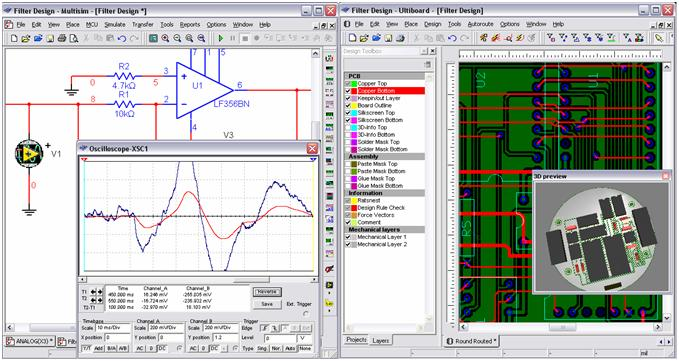 Filter Design - Multisim - [Filter Design *]
File Edit View Place MCU Simulate Transfer Tools Reports Options Window Help
R2
4.7kΩ
R1
10kΩ
0
5
8
3
2
7
1
5
4
6
U1
LF356BN
V3
V1
0
Oscilloscope-XSC1
Time Channel_A Channel_B
T1 450.000 ms 16.246 mV -255.035 mV
T2 550.000 ms -16.724 mV -236.932 mV
T2-T1 100.000 ms -32.970 mV 18.103 mV
Reverse
Save
Ext. Trigger
Timebase
Scale 10 ms/Div
X position 0
Y/T Add B/A A/B
Channel A
Scale 200 mV/Div
Y position 0
AC 0 DC
Channel B
Scale 200 mV/Div
Y position 1.2
AC 0 DC
Trigger
Edge
Level 0 V
Type Sing. Nor. Auto None
ANALOG(X3)
Filter Design - Ultiboard - [Filter Design]
File Edit View Place Design Tools Autoroute Options Window Help
Design Toolbox
PCB
Copper Top
Copper Bottom
Keepin/out Layer
Board Outline
Silkscreen Top
Silkscreen Bottom
3D-Info Top
3D-Info Bottom
Solder Mask Top
Solder Mask Bottom
Assembly
Paste Mask Top
Paste Mask Bottom
Glue Mask Top
Glue Mask Bottom
Information
Ratsnest
Design Rule Check
Force Vectors
Comment
Mechanical layers
Mechanical Layer 1
Mechanical Layer 2
Projects Layers
U2
U1
3D preview
Round Routed *
mil